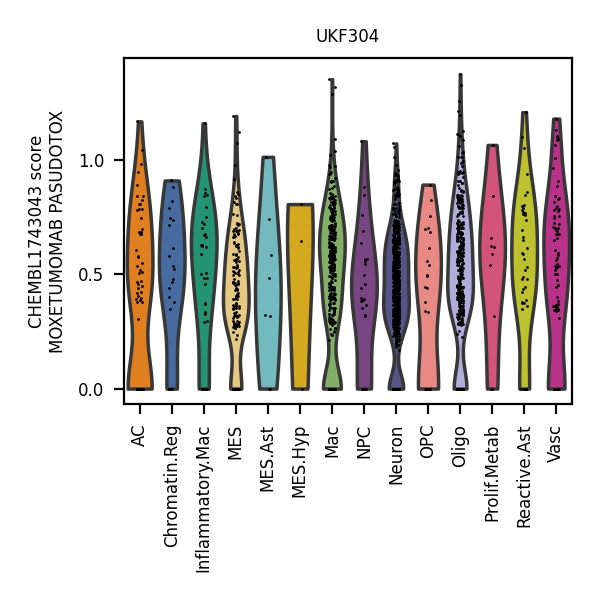 UKF304
CHEMBL1743043 score
MOXETUMOMAB PASUDOTOX
1.0
0.5
0.0
AC
Chromatin.Reg
Inflammatory.Mac
MES
MES.Ast
MES.Hyp
Mac
NPC
Neuron
OPC
Oligo
Prolif.Metab
Reactive.Ast
Vasc